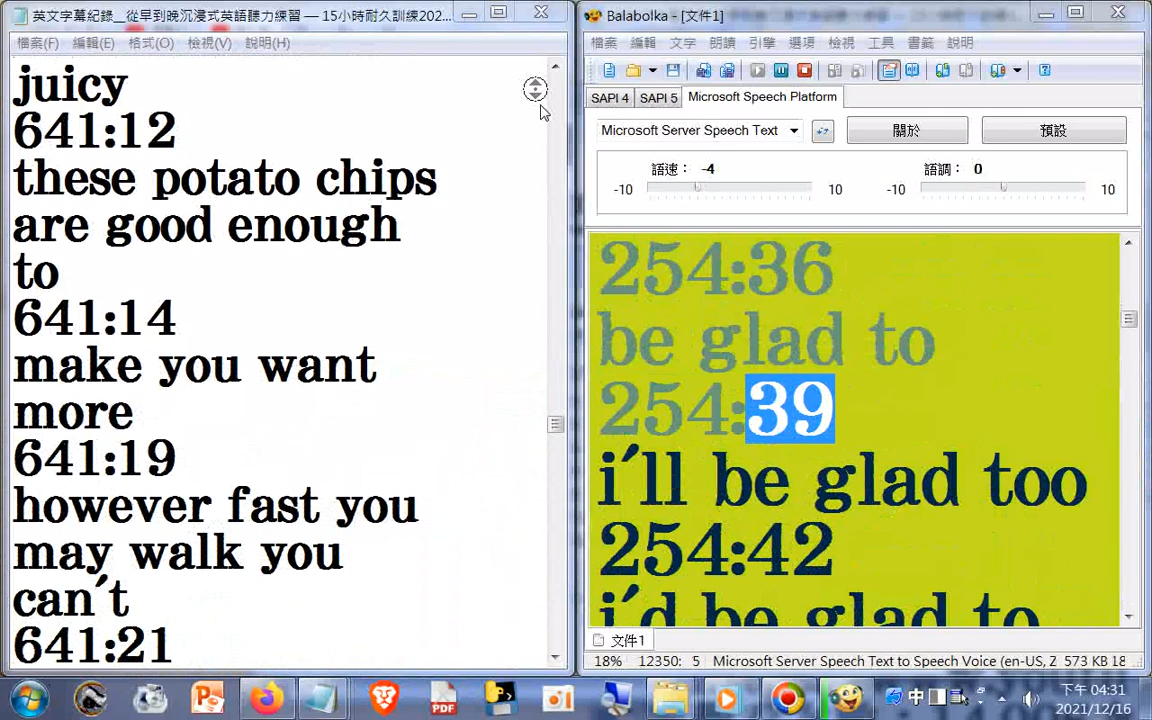 英文字幕紀錄__從早到晚沉浸式英語聽力練習 — 15小時耐久訓練202...
檔案(F) 編輯(E) 格式(O) 檢視(V) 說明(H)
juicy
641:12
these potato chips
are good enough
to
641:14
make you want
more
641:19
however fast you
may walk you
can't
641:21
Balabolka - [文件1]
檔案 編輯 文字 朗讀 引擎 選項 檢視 工具 書籤 說明
SAPI 4 SAPI 5 Microsoft Speech Platform
Microsoft Server Speech Text 關於 預設
語速： -4 語調： 0
-10 10 -10 10
254:36
be glad to
254:39
i'll be glad too
254:42
i'd be glad to
文件1
18% 12350: 5 Microsoft Server Speech Text to Speech Voice (en-US, Z 573 KB 18
PDF
中
下午 04:31
2021/12/16